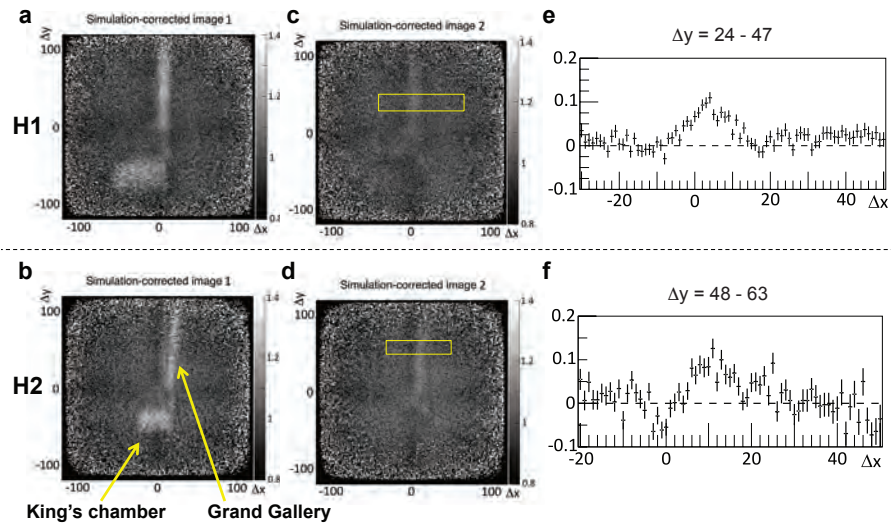 a
Simulation-corrected image 1
Δy
100
0
-100
-100
0
100
Δx
1.4
1.2
1
H1
c
Simulation-corrected image 2
Δy
100
0
-100
-100
0
100
Δx
1.4
1.2
1
0.8
e
Δy = 24 - 47
0.2
0.1
0
-0.1
-20
0
20
40
Δx
b
Simulation-corrected image 1
Δy
100
0
-100
-100
0
100
Δx
1.4
1.2
1
0.8
H2
King's chamber
Grand Gallery
d
Simulation-corrected image 2
Δy
100
0
-100
-100
0
100
Δx
1.4
1.2
1
0.8
f
Δy = 48 - 63
0.2
0.1
0
-0.1
-20
0
20
40
Δx